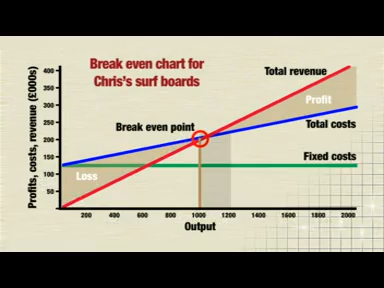 Break even chart for
Chris's surf boards
Profits, costs, revenue (£000s)
400
350
300
250
200
150
100
50
Total revenue
Profit
Break even point
Total costs
Fixed costs
Loss
200 400 600 800 1000 1200 1400 1600 1800 2000
Output